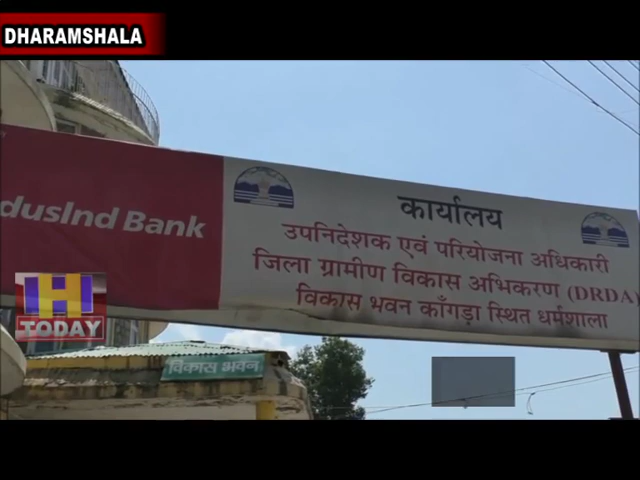 DHARAMSHALA
dusInd Bank
कार्यालय
उपनिदेशक एवं परियोजना अधिकारी
जिला ग्रामीण विकास अभिकरण (DRDA)
विकास भवन काँगड़ा स्थित धर्मशाला
H
TODAY
विकास भवन